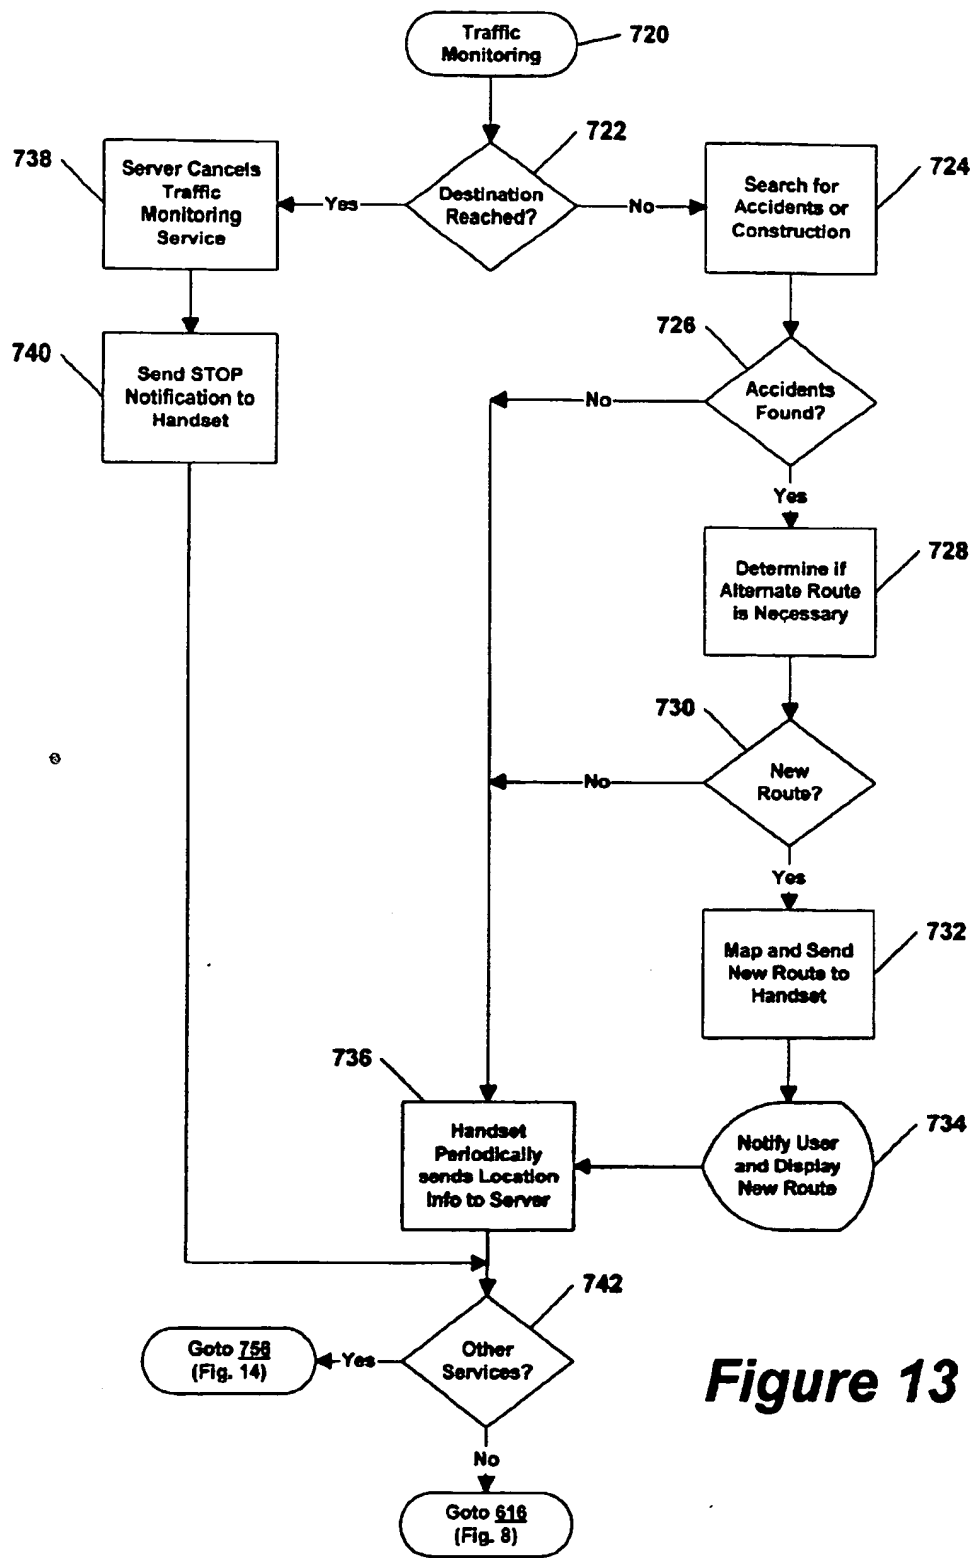 Traffic
Monitoring
720
722
738
Server Cancels
Traffic
Monitoring
Service
Yes
Destination
Reached?
No
Search for
Accidents or
Construction
724
740
Send STOP
Notification to
Handset
726
No
Accidents
Found?
Yes
Determine if
Alternate Route
is Necessary
728
730
No
New
Route?
Yes
Map and Send
New Route to
Handset
732
736
Handset
Periodically
sends Location
Info to Server
Notify User
and Display
New Route
734
742
Goto 756
(Fig. 14)
Yes
Other
Services?
Figure 13
No
Goto 616
(Fig. 8)